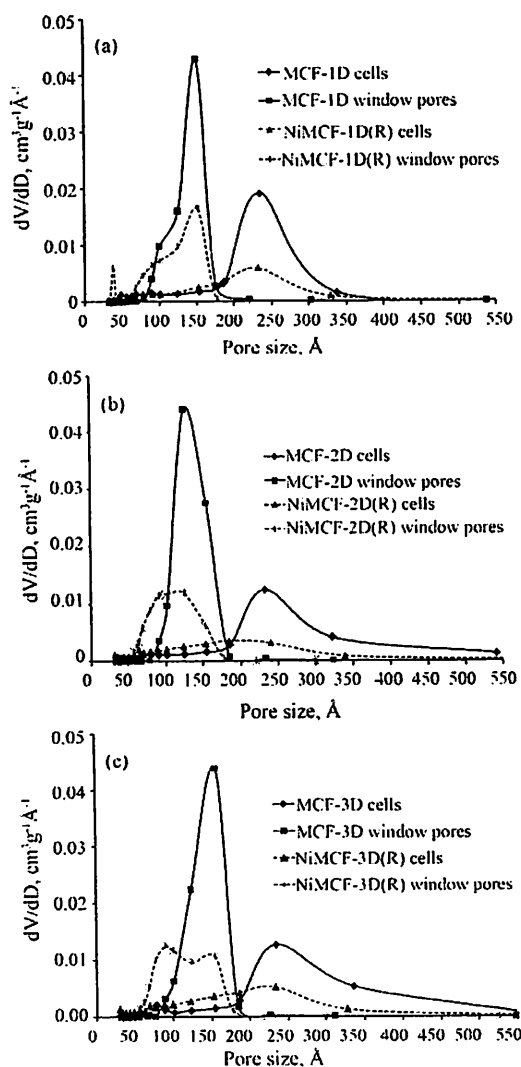 (a)
0.05
0.04
0.03
0.02
0.01
0
dV/dD, cm³g⁻¹Å⁻¹
MCF-1D cells
MCF-1D window pores
NiMCF-1D(R) cells
NiMCF-1D(R) window pores
0 50 100 150 200 250 300 350 400 450 500 550
Pore size, Å
(b)
0.05
0.04
0.03
0.02
0.01
0
dV/dD, cm³g⁻¹Å⁻¹
MCF-2D cells
MCF-2D window pores
NiMCF-2D(R) cells
NiMCF-2D(R) window pores
0 50 100 150 200 250 300 350 400 450 500 550
Pore size, Å
(c)
0.05
0.04
0.03
0.02
0.01
0.00
dV/dD, cm³g⁻¹Å⁻¹
MCF-3D cells
MCF-3D window pores
NiMCF-3D(R) cells
NiMCF-3D(R) window pores
0 50 100 150 200 250 300 350 400 450 500 550
Pore size, Å